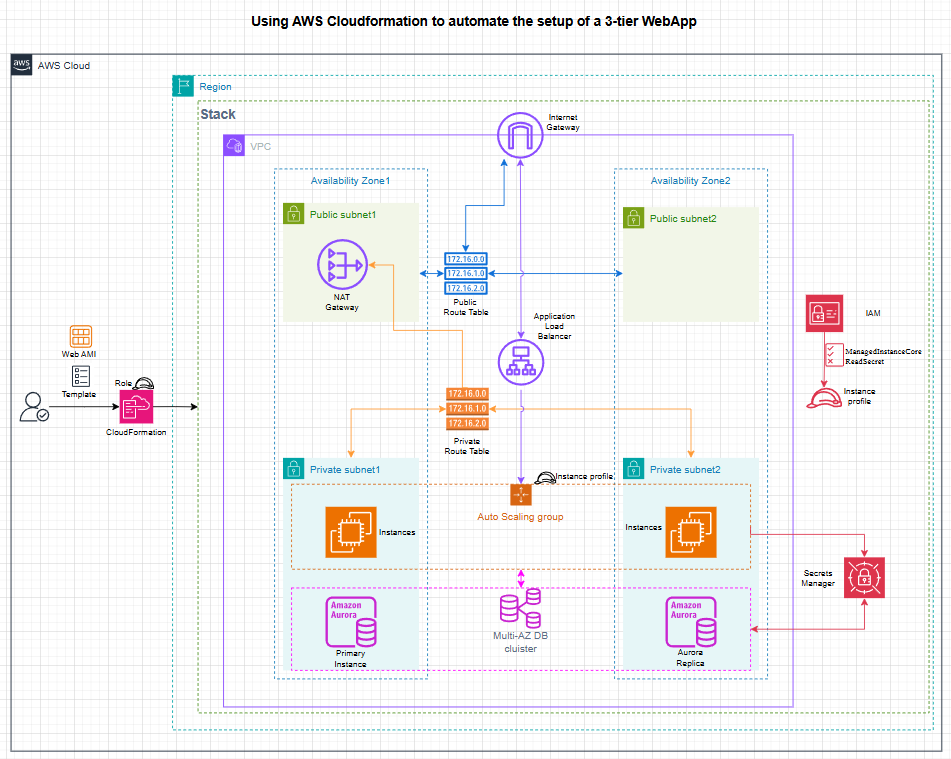 Using AWS Cloudformation to automate the setup of a 3-tier WebApp
aws
AWS Cloud
Region
Stack
Internet
Gateway
VPC
Availability Zone1
Availability Zone2
Public subnet1
Public subnet2
NAT
Gateway
172.16.0.0
172.16.1.0
172.16.2.0
Public
Route Table
Application
Load
Balancer
IAM
ManagedInstanceCore
ReadSecret
Instance
profile
Web AMI
Template
Role
CloudFormation
172.16.0.0
172.16.1.0
172.16.2.0
Private
Route Table
Private subnet1
Private subnet2
Instance profile
Auto Scaling group
Instances
Instances
Secrets
Manager
Amazon
Aurora
Primary
Instance
Multi-AZ DB
cluister
Amazon
Aurora
Aurora
Replica